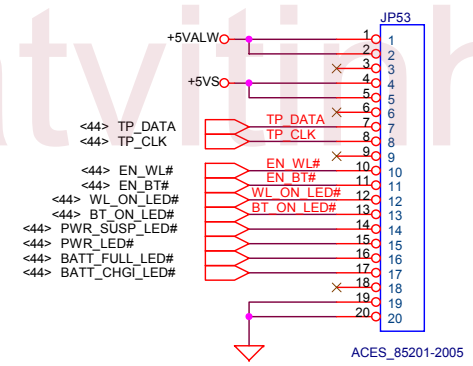 JP53
+5VALW 1 1
2 2
3 3
+5VS 4 4
5 5
6 6
<44> TP_DATA TP_DATA 7 7
<44> TP_CLK TP_CLK 8 8
9 9
<44> EN_WL# EN_WL# 10 10
<44> EN_BT# EN_BT# 11 11
<44> WL_ON_LED# WL_ON_LED# 12 12
<44> BT_ON_LED# BT_ON_LED# 13 13
<44> PWR_SUSP_LED# 14 14
<44> PWR_LED# 15 15
<44> BATT_FULL_LED# 16 16
<44> BATT_CHGI_LED# 17 17
18 18
19 19
20 20
ACES_85201-2005
atvitinh